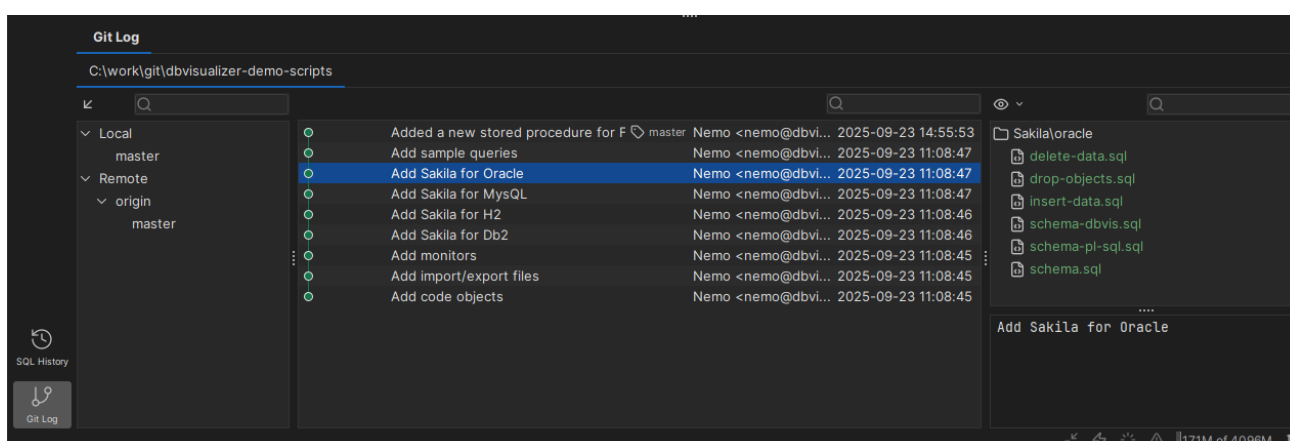 Git Log
C:\work\git\dbvisualizer-demo-scripts
Local
master
Remote
origin
master
Added a new stored procedure for F master Nemo <nemo@dbvi... 2025-09-23 14:55:53
Add sample queries Nemo <nemo@dbvi... 2025-09-23 11:08:47
Add Sakila for Oracle Nemo <nemo@dbvi... 2025-09-23 11:08:47
Add Sakila for MysQL Nemo <nemo@dbvi... 2025-09-23 11:08:47
Add Sakila for H2 Nemo <nemo@dbvi... 2025-09-23 11:08:46
Add Sakila for Db2 Nemo <nemo@dbvi... 2025-09-23 11:08:46
Add monitors Nemo <nemo@dbvi... 2025-09-23 11:08:45
Add import/export files Nemo <nemo@dbvi... 2025-09-23 11:08:45
Add code objects Nemo <nemo@dbvi... 2025-09-23 11:08:45
Sakila\oracle
delete-data.sql
drop-objects.sql
insert-data.sql
schema-dbvis.sql
schema-pl-sql.sql
schema.sql
Add Sakila for Oracle
SQL History
Git Log
171M of 4096M